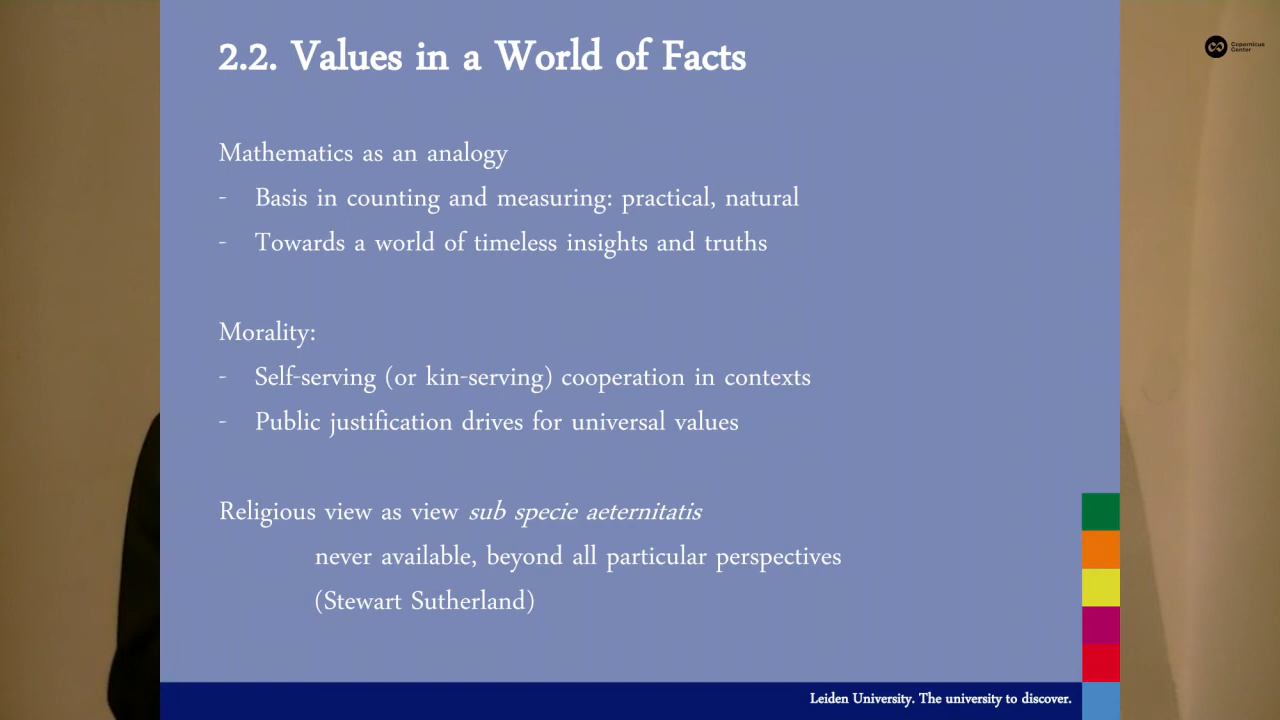 2.2. Values in a World of Facts
Copernicus
Center
Mathematics as an analogy
- Basis in counting and measuring: practical, natural
- Towards a world of timeless insights and truths
Morality:
- Self-serving (or kin-serving) cooperation in contexts
- Public justification drives for universal values
Religious view as view sub specie aeternitatis
never available, beyond all particular perspectives
(Stewart Sutherland)
Leiden University. The university to discover.